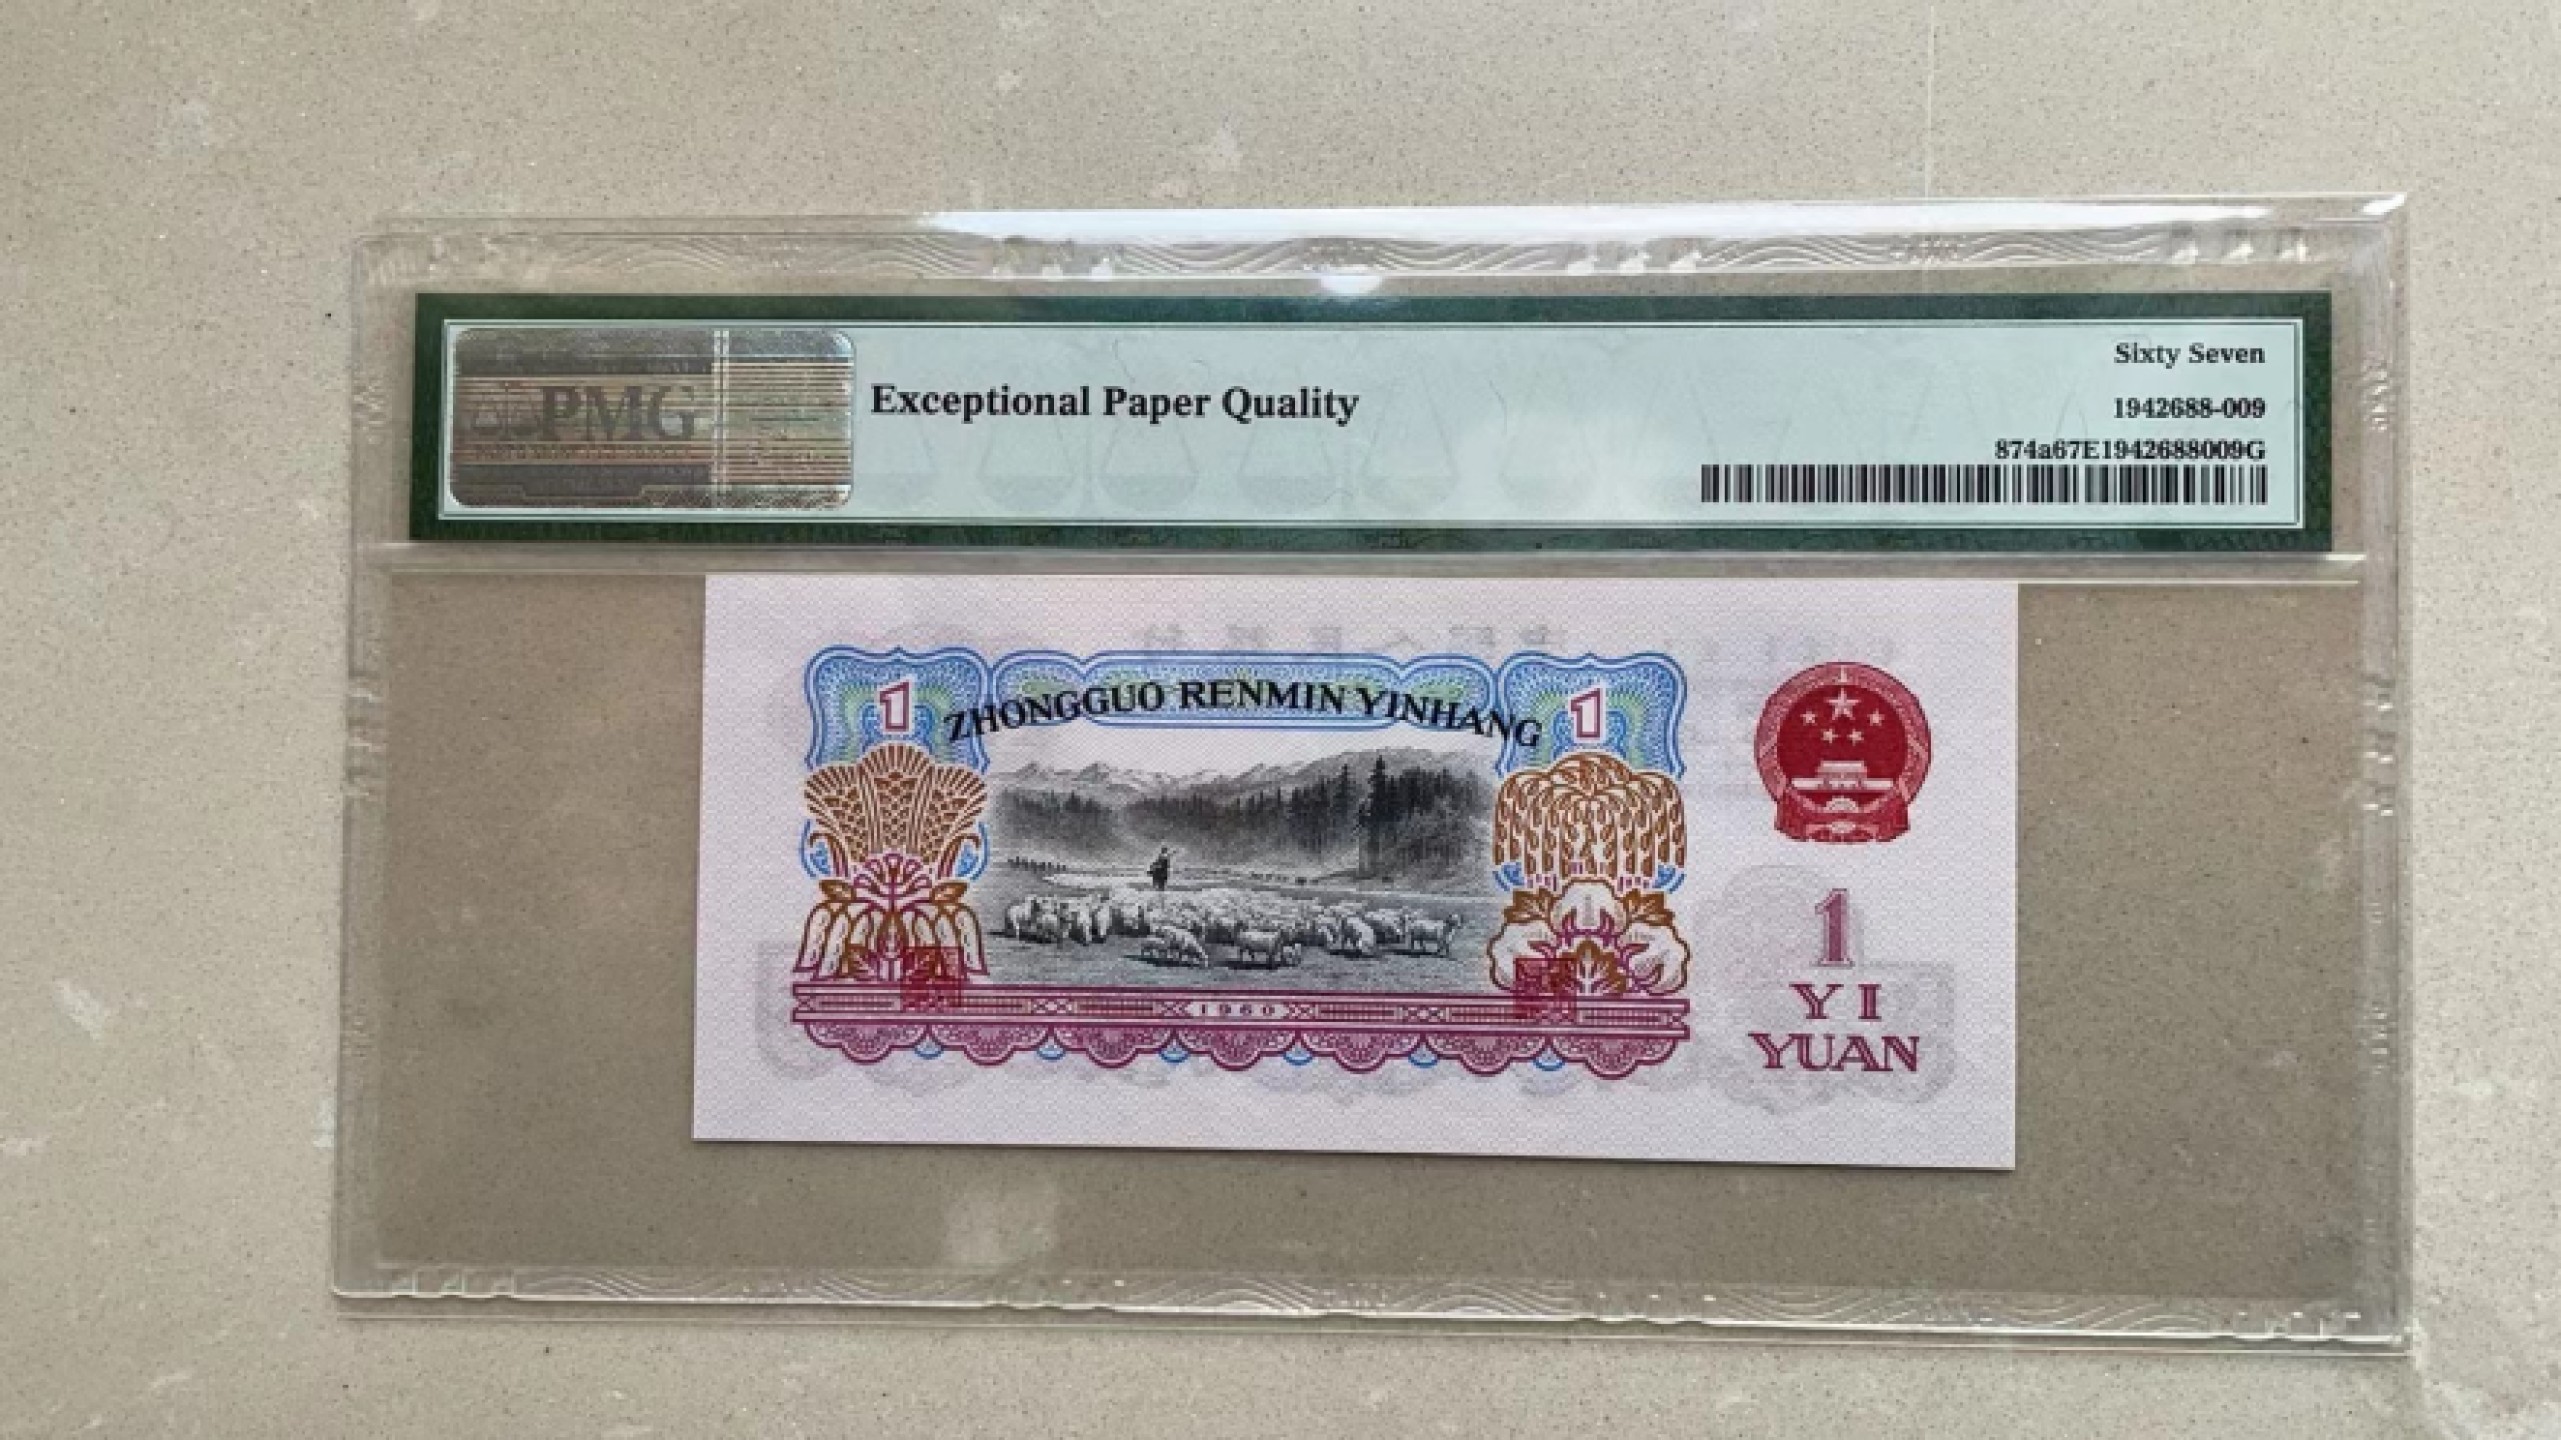 PMG
Exceptional Paper Quality
Sixty Seven
1942688-009
874a67E1942688009G
1
ZHONGGUO RENMIN YINHANG
1
1960
1
YI
YUAN